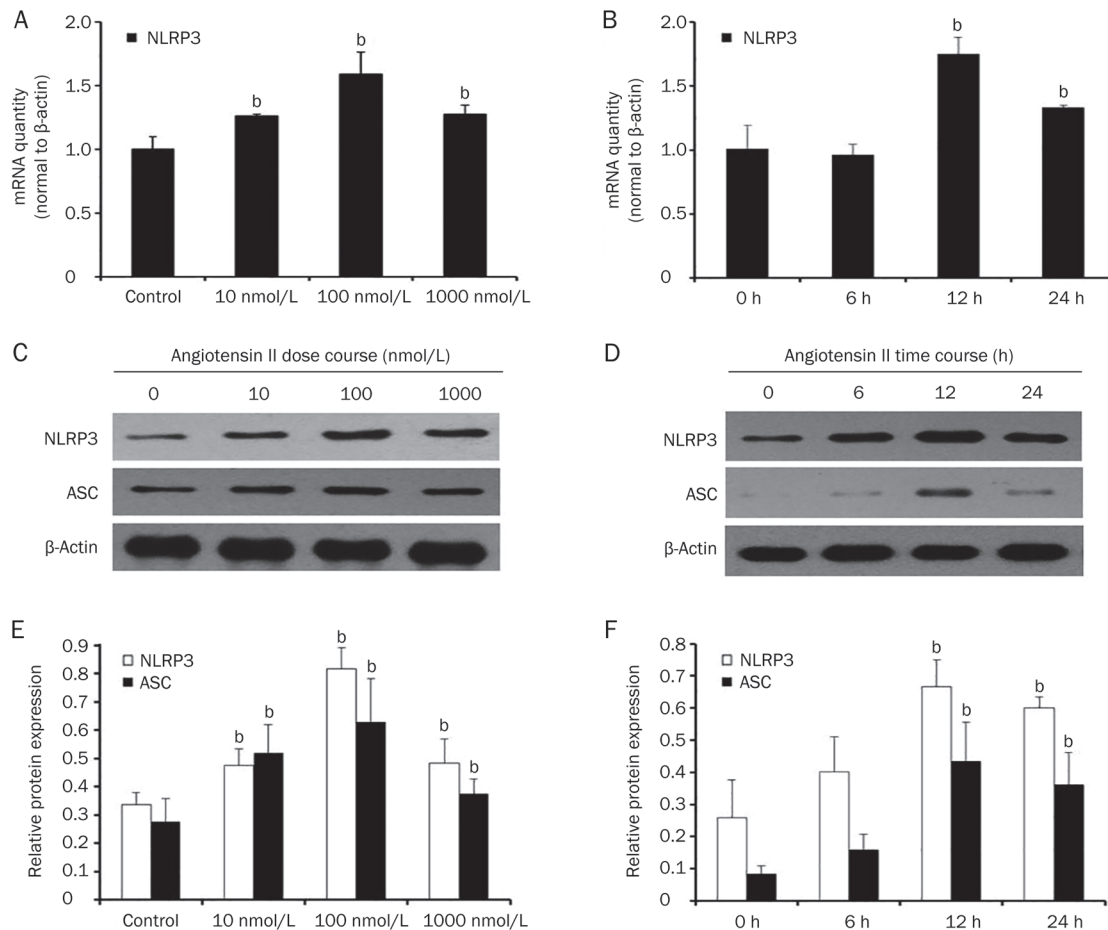 A
2.0
1.5
1.0
0.5
0
mRNA quantity
(normal to β-actin)
NLRP3
b
b
b
Control 10 nmol/L 100 nmol/L 1000 nmol/L
B
2.0
1.5
1.0
0.5
0
mRNA quantity
(normal to β-actin)
NLRP3
b
b
0 h 6 h 12 h 24 h
C
Angiotensin II dose course (nmol/L)
0 10 100 1000
NLRP3
ASC
β-Actin
D
Angiotensin II time course (h)
0 6 12 24
NLRP3
ASC
β-Actin
E
0.9
0.8
0.7
0.6
0.5
0.4
0.3
0.2
0.1
0
Relative protein expression
NLRP3
ASC
b
b
b
b
b
b
Control 10 nmol/L 100 nmol/L 1000 nmol/L
F
0.8
0.7
0.6
0.5
0.4
0.3
0.2
0.1
0
Relative protein expression
NLRP3
ASC
b
b
b
b
0 h 6 h 12 h 24 h